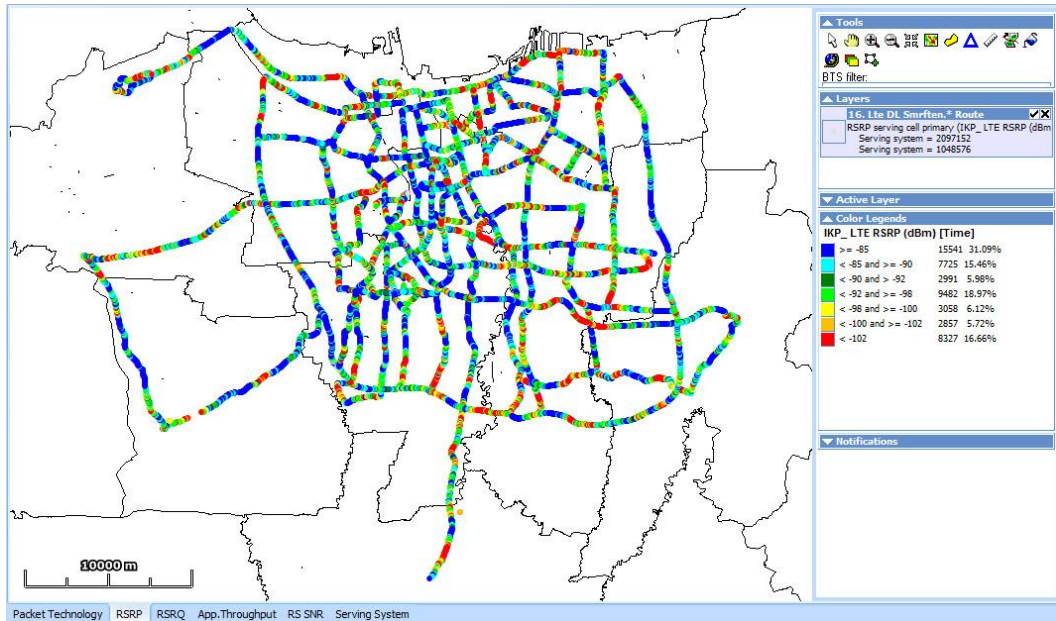 Tools
BTS filter:
Layers
16. Lte DL Smrften.* Route
RSRP serving cell primary (IKP_ LTE RSRP (dBm
Serving system = 2097152
Serving system = 1048576
Active Layer
Color Legends
IKP_ LTE RSRP (dBm) [Time]
>= -85 15541 31.09%
< -85 and >= -90 7725 15.46%
< -90 and > -92 2991 5.98%
< -92 and >= -98 9482 18.97%
< -98 and >= -100 3058 6.12%
< -100 and >= -102 2857 5.72%
< -102 8327 16.66%
Notifications
10000 m
Packet Technology RSRP RSRQ App.Throughput RS SNR Serving System